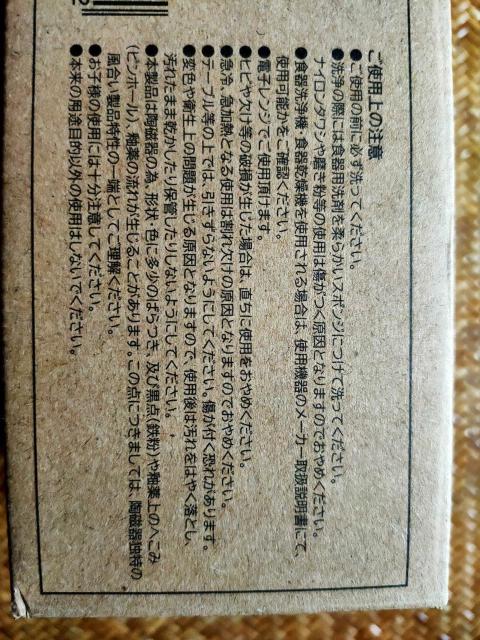 ご使用上の注意
●ご使用の前に必ず洗ってください。
●洗浄の際には食器用洗剤を柔らかいスポンジにつけて洗ってください。
ナイロンタワシや磨き粉等の使用は傷がつく原因となりますのでおやめください。
●食器洗浄機・食器乾燥機を使用される場合は、使用機器のメーカー取扱説明書にて、
使用可能かをご確認ください。
●電子レンジでご使用頂けます。
●ヒビや欠け等の破損が生じた場合は、直ちに使用をおやめください。
●急冷、急加熱となる使用は割れ欠けの原因となりますのでおやめください。
●テーブル等の上では、引きずらないようにしてください。傷が付く恐れがあります。
●変色や衛生上の問題が生じる原因となりますので、使用後は汚れをはやく落とし、
汚れたまま乾かしたり保管したりしないようにしてください。
●本製品は陶磁器の為、形状・色に多少のばらつき、及び黒点(鉄粉)や釉薬上のへこみ
(ピンホール)、釉薬の流れが生じることがあります。この点につきましては、陶磁器独特の
風合い製品特性の一端としてご理解ください。
●お子様の使用には十分注意してください。
●本来の用途目的以外の使用はしないでください。